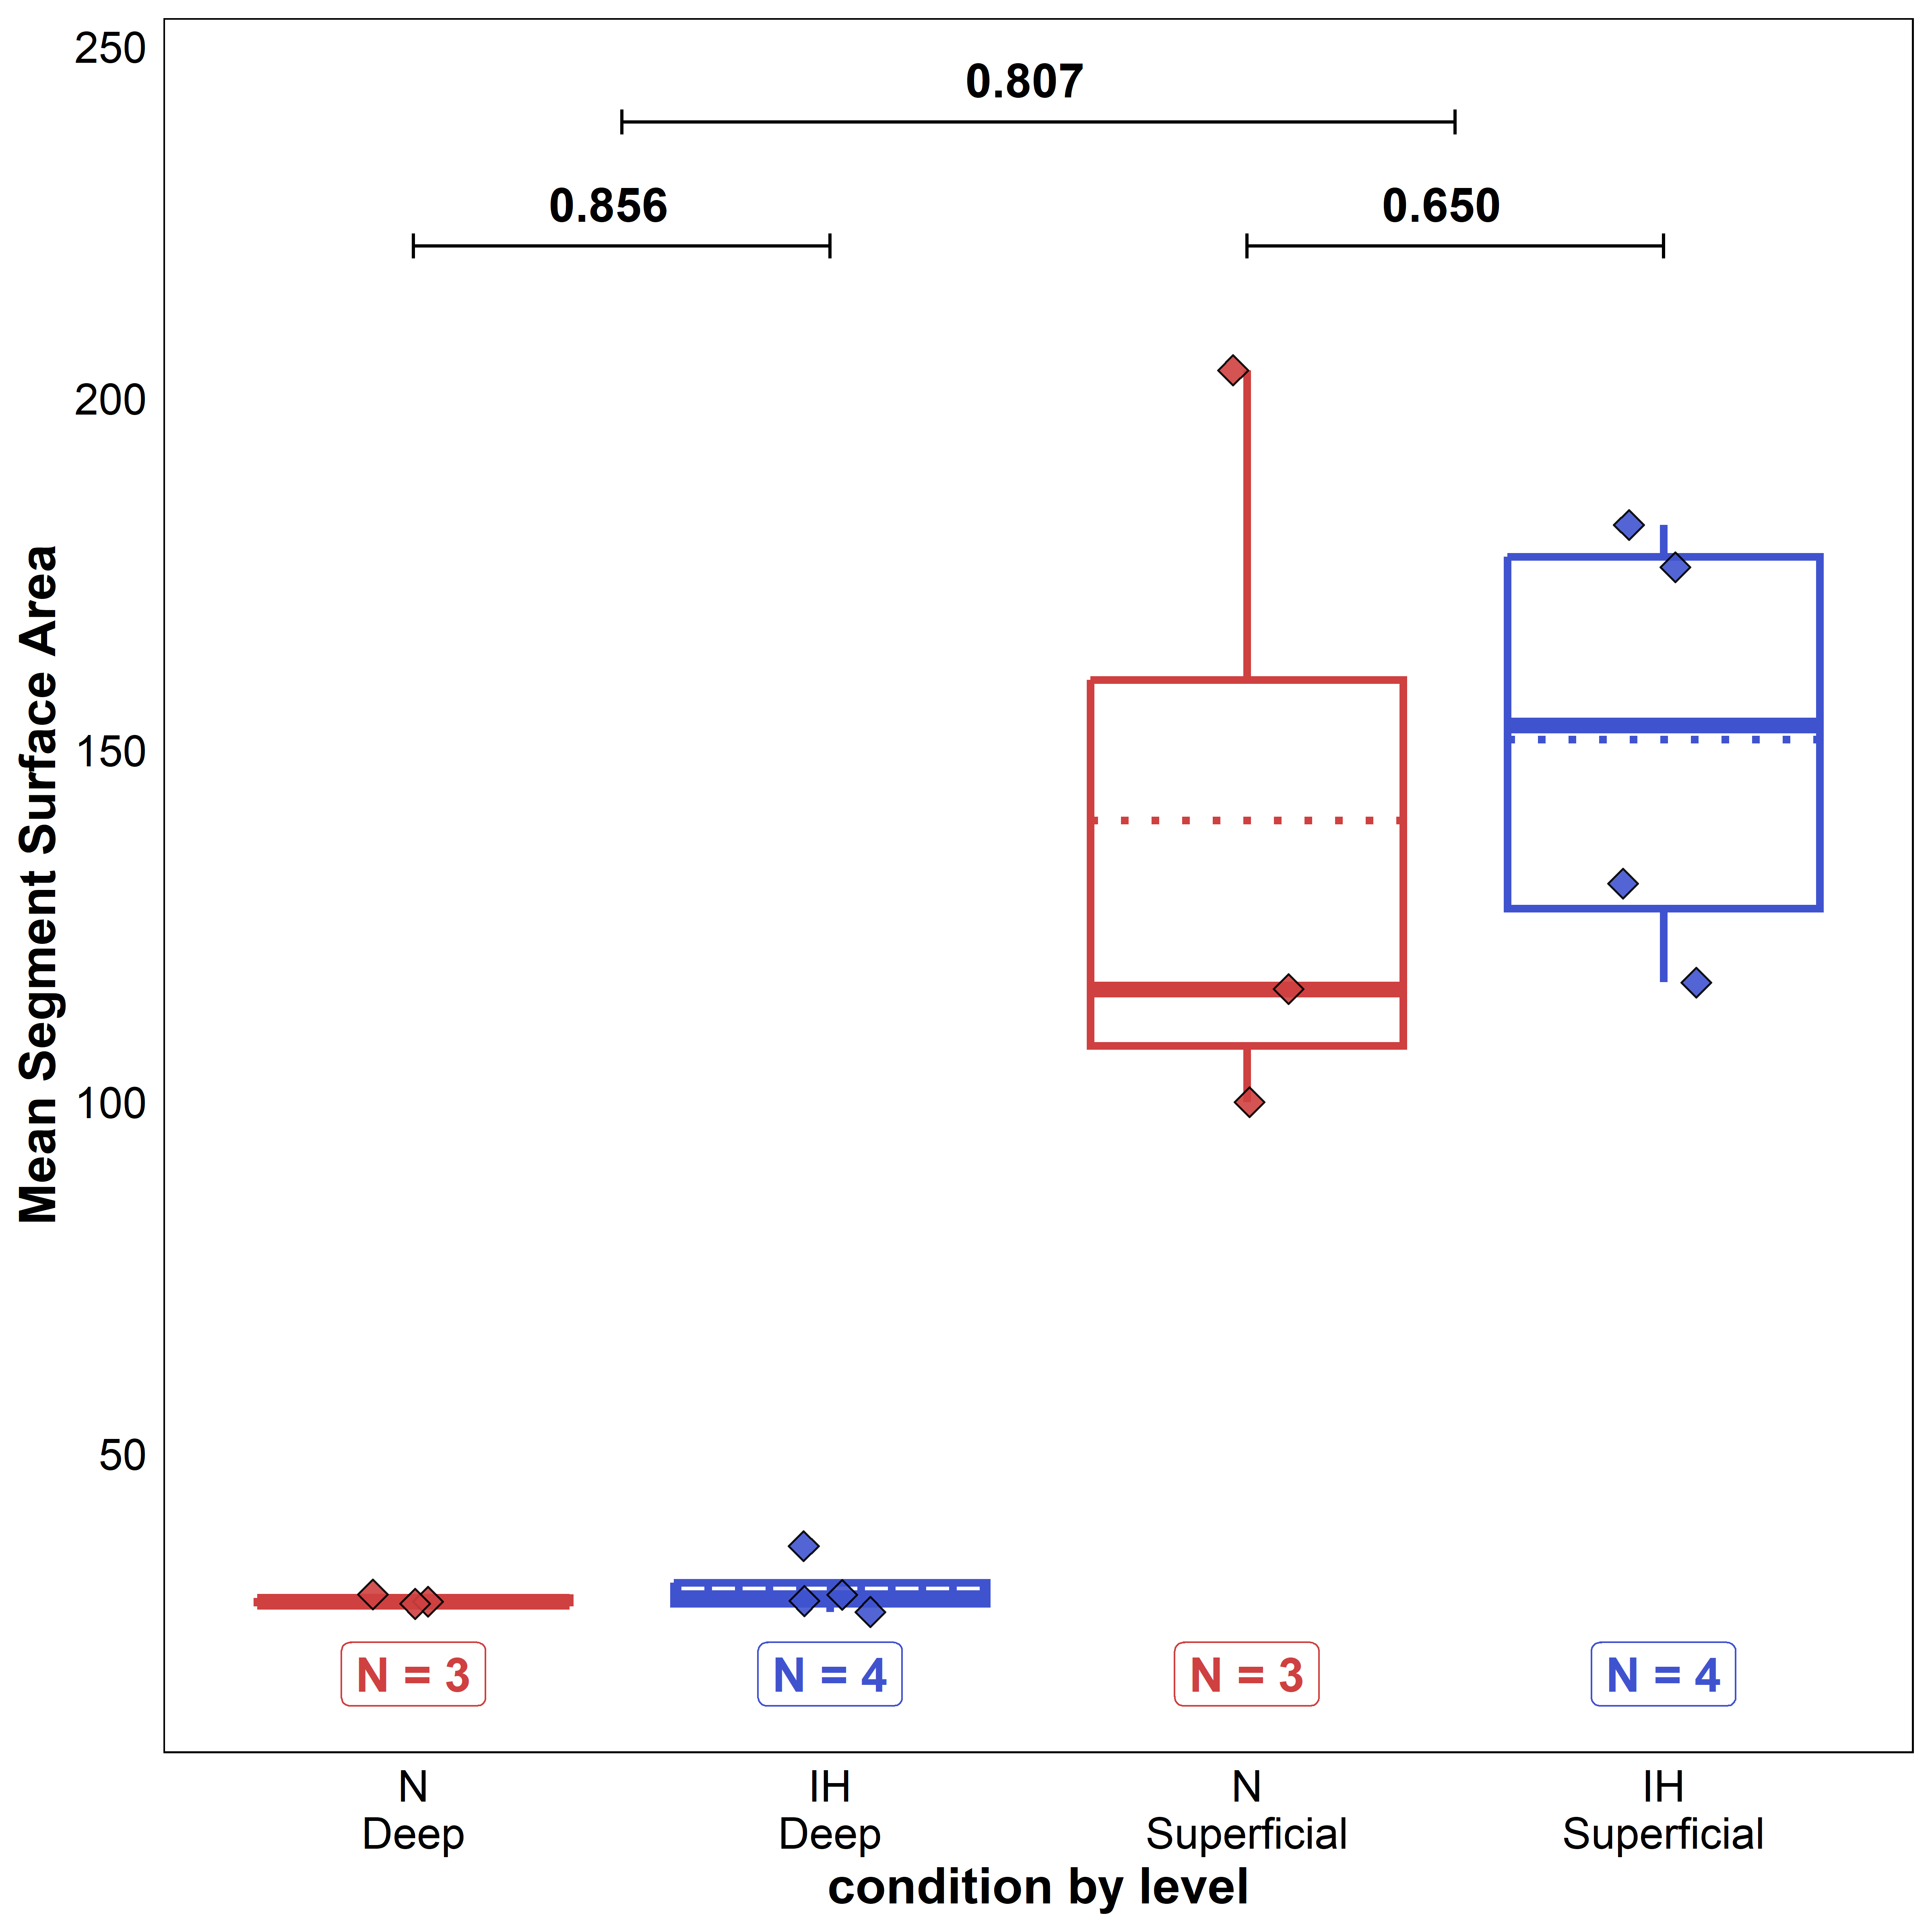 250
0.807
0.856
0.650
200
150
100
50
Mean Segment Surface Area
N = 3
N = 4
N = 3
N = 4
N
Deep
IH
Deep
N
Superficial
IH
Superficial
condition by level